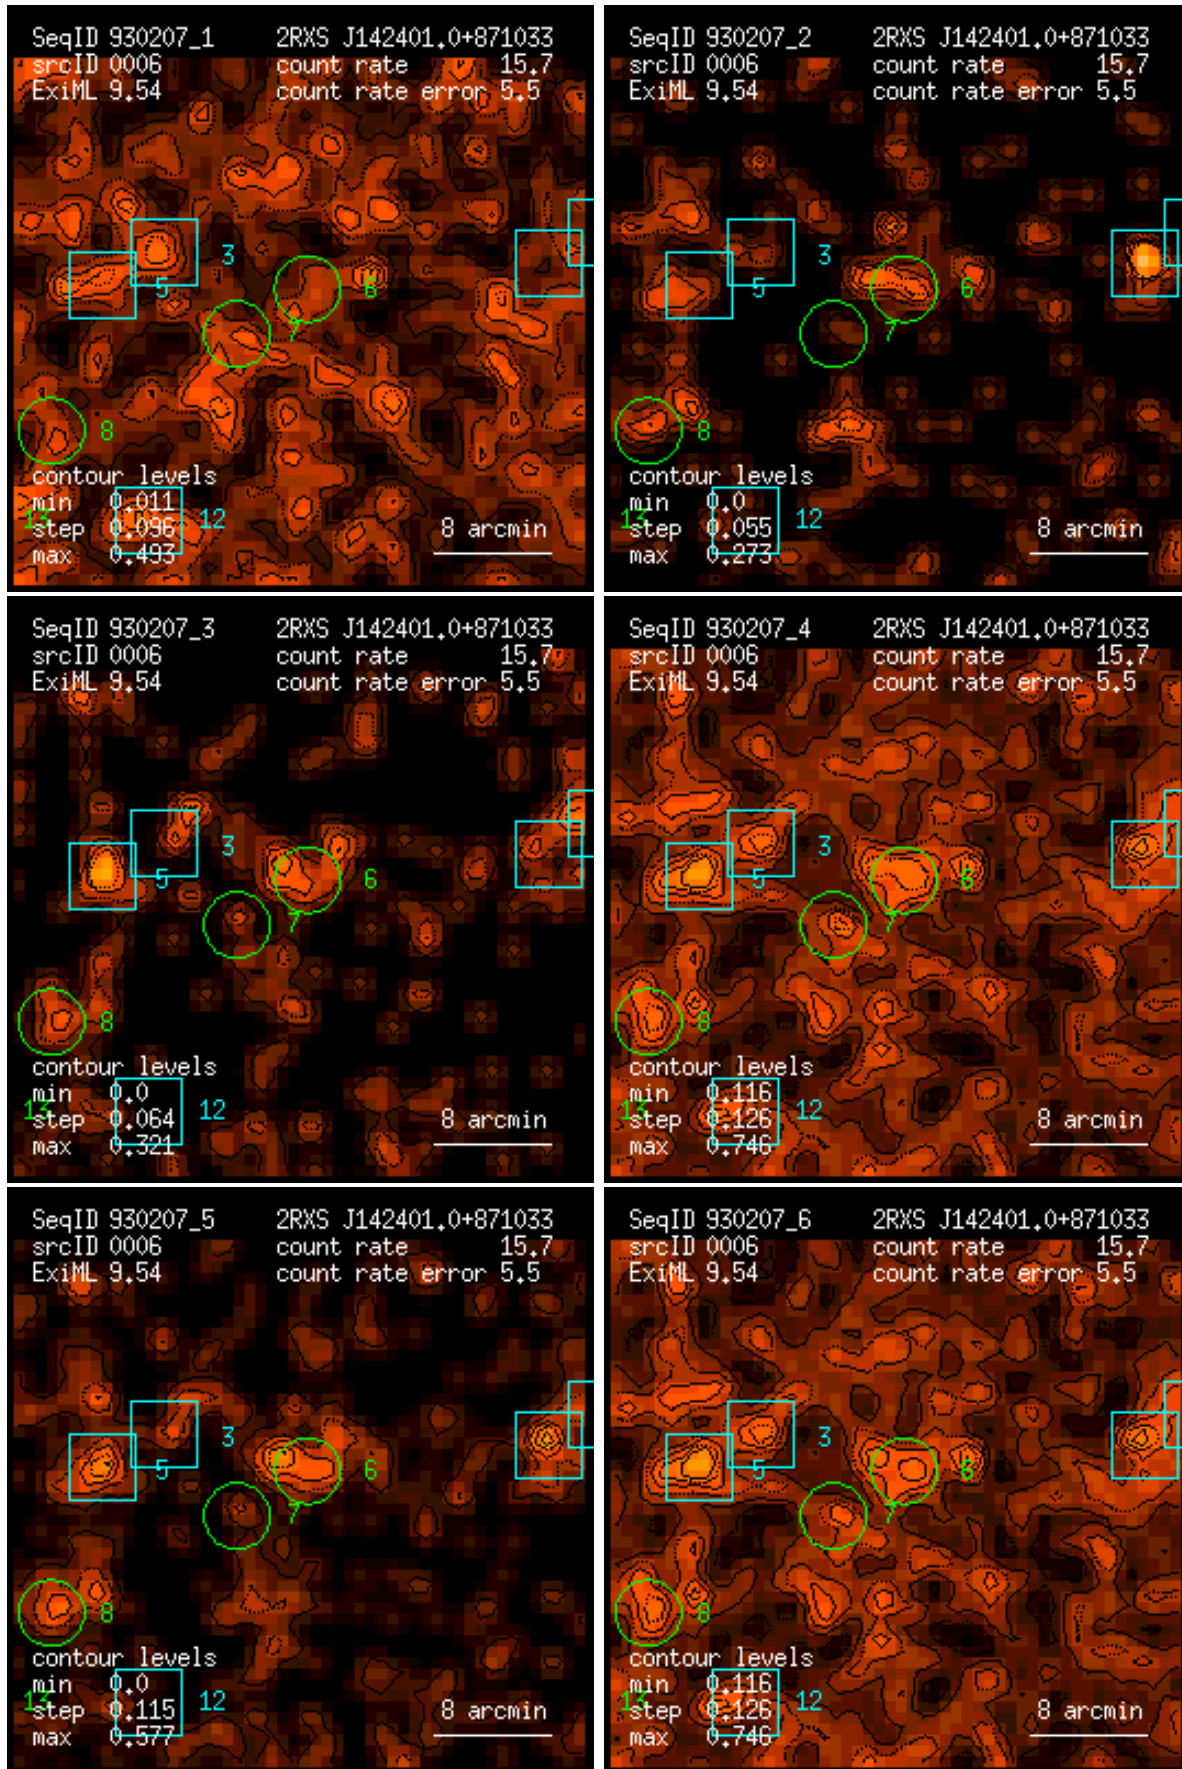 SeqID 930207_1 2RXS J142401.0+871033
srcID 0006 count rate 15.7
ExiML 9.54 count rate error 5.5
3
5 6
7
8
contour levels
min 0.011
13 12
step 0.096 8 arcmin
max 0.493
SeqID 930207_2 2RXS J142401.0+871033
srcID 0006 count rate 15.7
ExiML 9.54 count rate error 5.5
3
5 6
7
8
contour levels
min 0.0
13 12
step 0.055 8 arcmin
max 0.273
SeqID 930207_3 2RXS J142401.0+871033
srcID 0006 count rate 15.7
ExiML 9.54 count rate error 5.5
3
5 6
7
8
contour levels
min 0.0
13 12
step 0.064 8 arcmin
max 0.321
SeqID 930207_4 2RXS J142401.0+871033
srcID 0006 count rate 15.7
ExiML 9.54 count rate error 5.5
3
5 6
7
8
contour levels
min 0.116
13 12
step 0.126 8 arcmin
max 0.746
SeqID 930207_5 2RXS J142401.0+871033
srcID 0006 count rate 15.7
ExiML 9.54 count rate error 5.5
3
5 6
7
8
contour levels
min 0.0
13 12
step 0.115 8 arcmin
max 0.577
SeqID 930207_6 2RXS J142401.0+871033
srcID 0006 count rate 15.7
ExiML 9.54 count rate error 5.5
3
5 6
7
8
contour levels
min 0.116
13 12
step 0.126 8 arcmin
max 0.746